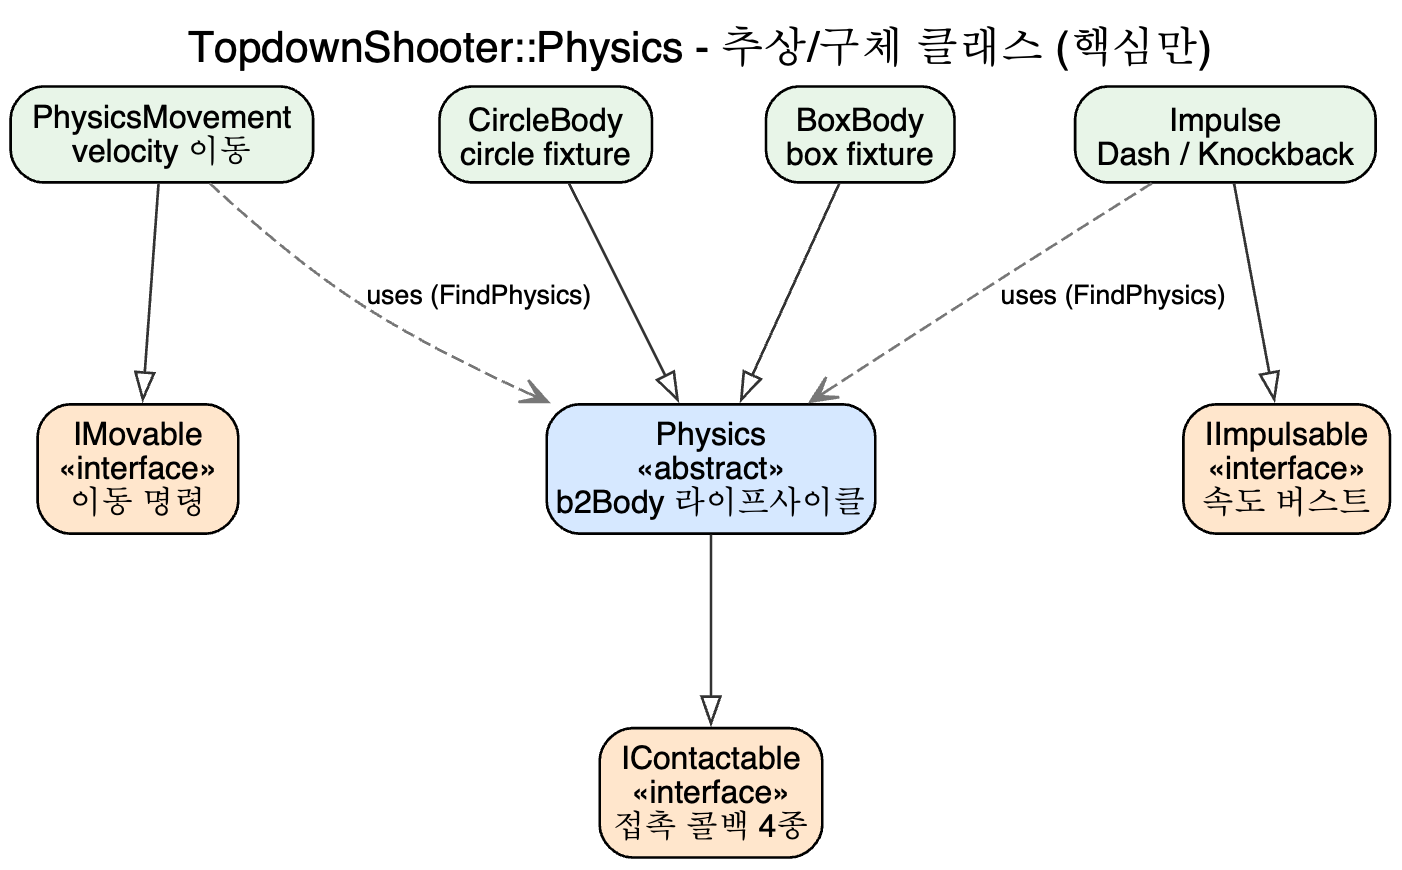 TopdownShooter::Physics - 추상/구체 클래스 (핵심만)
PhysicsMovement
velocity 이동
CircleBody
circle fixture
BoxBody
box fixture
Impulse
Dash / Knockback
uses (FindPhysics)
uses (FindPhysics)
IMovable
«interface»
이동 명령
Physics
«abstract»
b2Body 라이프사이클
IImpulsable
«interface»
속도 버스트
IContactable
«interface»
접촉 콜백 4종